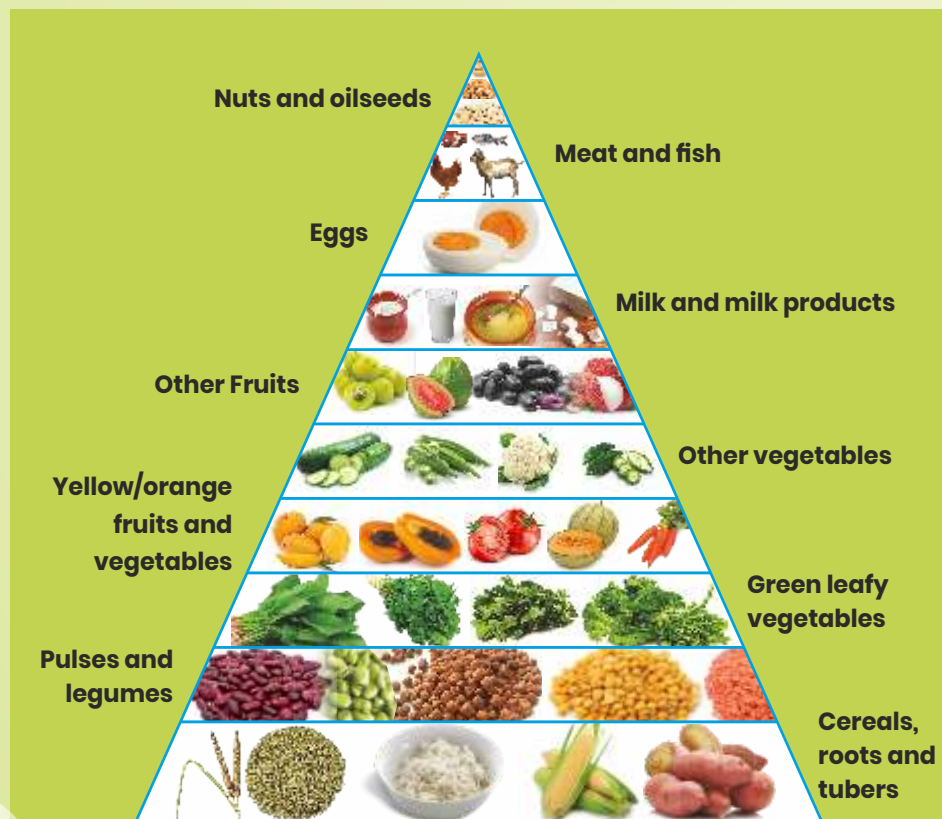 Nuts and oilseeds
Meat and fish
Eggs
Milk and milk products
Other Fruits
Other vegetables
Yellow/orange
fruits and
vegetables
Green leafy
vegetables
Pulses and
legumes
Cereals,
roots and
tubers